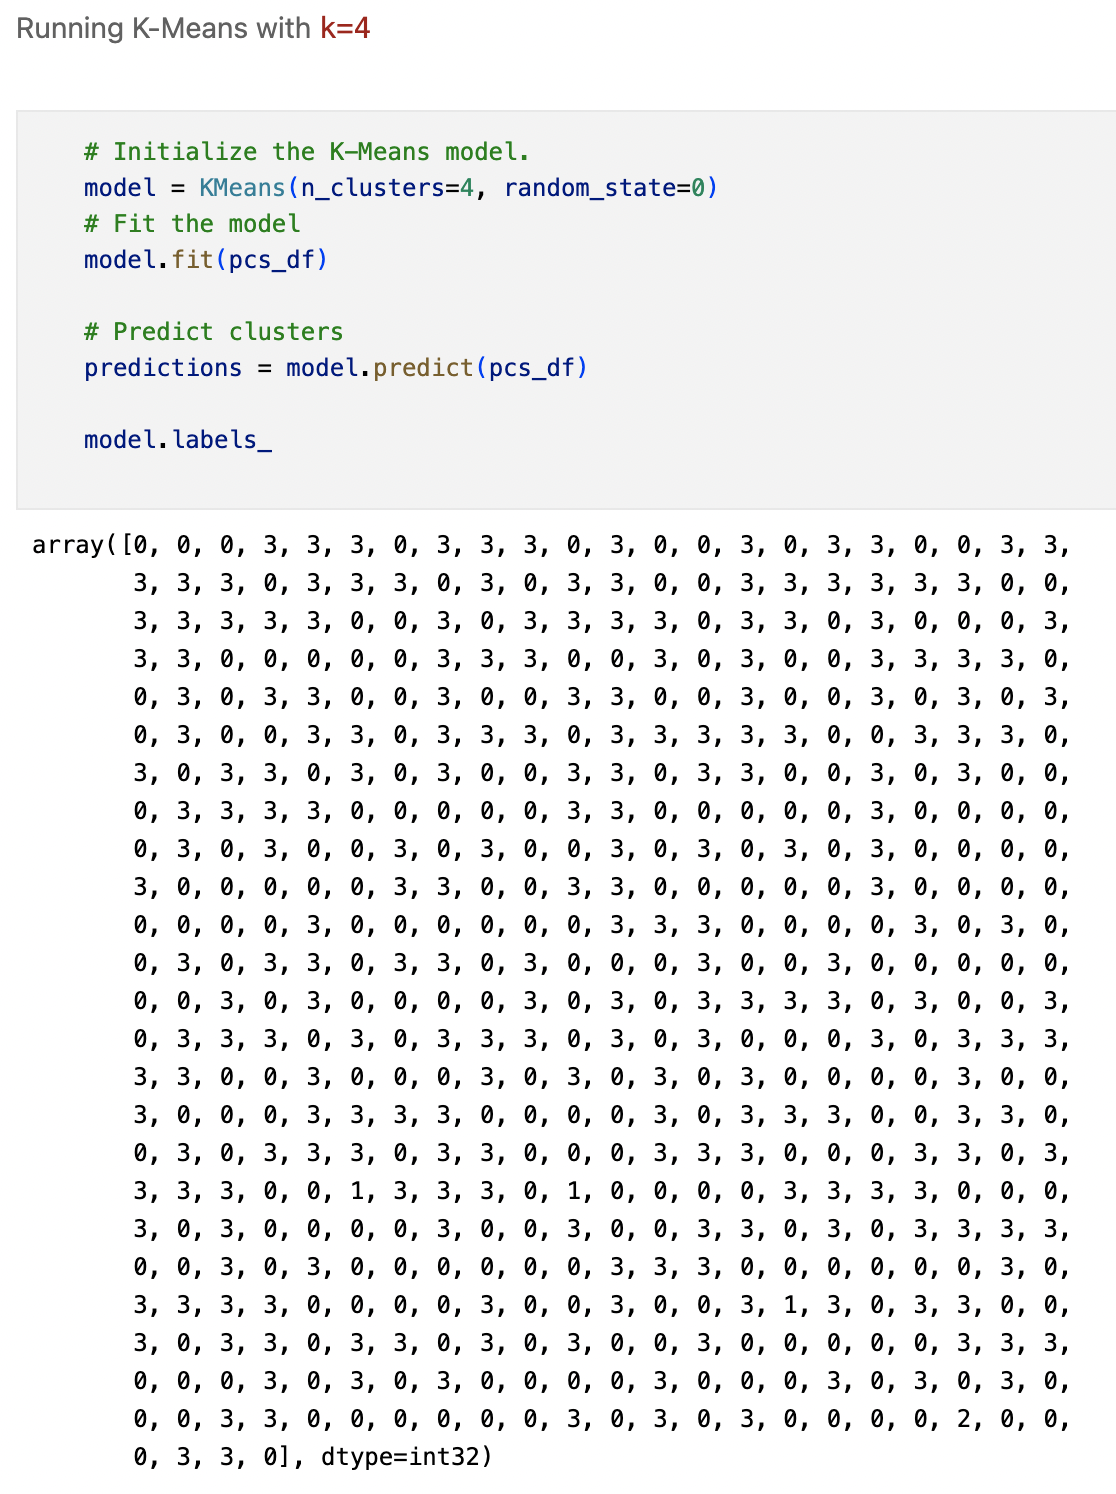 Running K-Means with k=4
# Initialize the K-Means model.
model = KMeans(n_clusters=4, random_state=0)
# Fit the model
model.fit(pcs_df)
# Predict clusters
predictions = model.predict(pcs_df)
model.labels_
array([0, 0, 0, 3, 3, 3, 0, 3, 3, 3, 0, 3, 0, 0, 3, 0, 3, 3, 0, 0, 3, 3,
3, 3, 3, 0, 3, 3, 3, 0, 3, 0, 3, 3, 0, 0, 3, 3, 3, 3, 3, 3, 0, 0,
3, 3, 3, 3, 3, 0, 0, 3, 0, 3, 3, 3, 3, 0, 3, 3, 0, 3, 0, 0, 0, 3,
3, 3, 0, 0, 0, 0, 0, 3, 3, 3, 0, 0, 3, 0, 3, 0, 0, 3, 3, 3, 3, 0,
0, 3, 0, 3, 3, 0, 0, 3, 0, 0, 3, 3, 0, 0, 3, 0, 0, 3, 0, 3, 0, 3,
0, 3, 0, 0, 3, 3, 0, 3, 3, 3, 0, 3, 3, 3, 3, 3, 0, 0, 3, 3, 3, 0,
3, 0, 3, 3, 0, 3, 0, 3, 0, 0, 3, 3, 0, 3, 3, 0, 0, 3, 0, 3, 0, 0,
0, 3, 3, 3, 3, 0, 0, 0, 0, 0, 3, 3, 0, 0, 0, 0, 0, 3, 0, 0, 0, 0,
0, 3, 0, 3, 0, 0, 3, 0, 3, 0, 0, 3, 0, 3, 0, 3, 0, 3, 0, 0, 0, 0,
3, 0, 0, 0, 0, 0, 3, 3, 0, 0, 3, 3, 0, 0, 0, 0, 0, 3, 0, 0, 0, 0,
0, 0, 0, 0, 3, 0, 0, 0, 0, 0, 0, 3, 3, 3, 0, 0, 0, 0, 3, 0, 3, 0,
0, 3, 0, 3, 3, 0, 3, 3, 0, 3, 0, 0, 0, 3, 0, 0, 3, 0, 0, 0, 0, 0,
0, 0, 3, 0, 3, 0, 0, 0, 0, 3, 0, 3, 0, 3, 3, 3, 3, 0, 3, 0, 0, 3,
0, 3, 3, 3, 0, 3, 0, 3, 3, 3, 0, 3, 0, 3, 0, 0, 0, 3, 0, 3, 3, 3,
3, 3, 0, 0, 3, 0, 0, 0, 3, 0, 3, 0, 3, 0, 3, 0, 0, 0, 0, 3, 0, 0,
3, 0, 0, 0, 3, 3, 3, 3, 0, 0, 0, 0, 3, 0, 3, 3, 3, 0, 0, 3, 3, 0,
0, 3, 0, 3, 3, 3, 0, 3, 3, 0, 0, 0, 3, 3, 3, 0, 0, 0, 3, 3, 0, 3,
3, 3, 3, 0, 0, 1, 3, 3, 3, 0, 1, 0, 0, 0, 0, 3, 3, 3, 3, 0, 0, 0,
3, 0, 3, 0, 0, 0, 0, 3, 0, 0, 3, 0, 0, 3, 3, 0, 3, 0, 3, 3, 3, 3,
0, 0, 3, 0, 3, 0, 0, 0, 0, 0, 0, 3, 3, 3, 0, 0, 0, 0, 0, 0, 3, 0,
3, 3, 3, 3, 0, 0, 0, 0, 3, 0, 0, 3, 0, 0, 3, 1, 3, 0, 3, 3, 0, 0,
3, 0, 3, 3, 0, 3, 3, 0, 3, 0, 3, 0, 0, 3, 0, 0, 0, 0, 0, 3, 3, 3,
0, 0, 0, 3, 0, 3, 0, 3, 0, 0, 0, 0, 3, 0, 0, 0, 3, 0, 3, 0, 3, 0,
0, 0, 3, 3, 0, 0, 0, 0, 0, 0, 3, 0, 3, 0, 3, 0, 0, 0, 0, 2, 0, 0,
0, 3, 3, 0], dtype=int32)